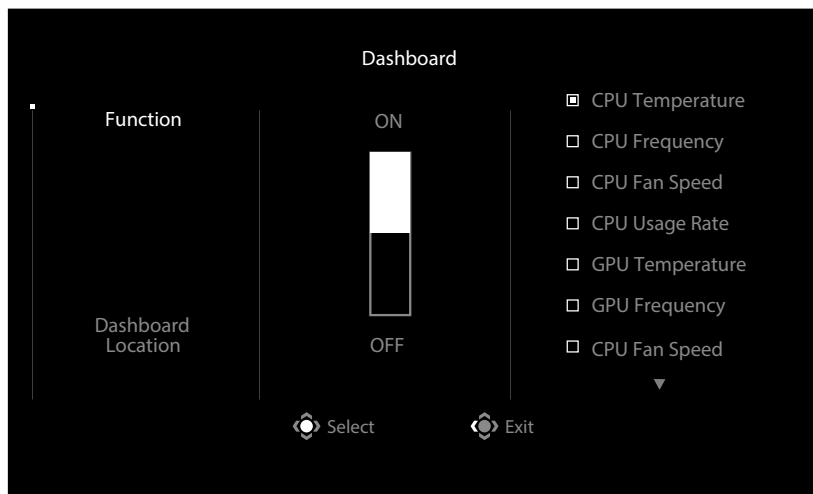 Dashboard
Function
Dashboard
Location
ON
OFF
CPU Temperature
CPU Frequency
CPU Fan Speed
CPU Usage Rate
GPU Temperature
GPU Frequency
CPU Fan Speed
Select
Exit